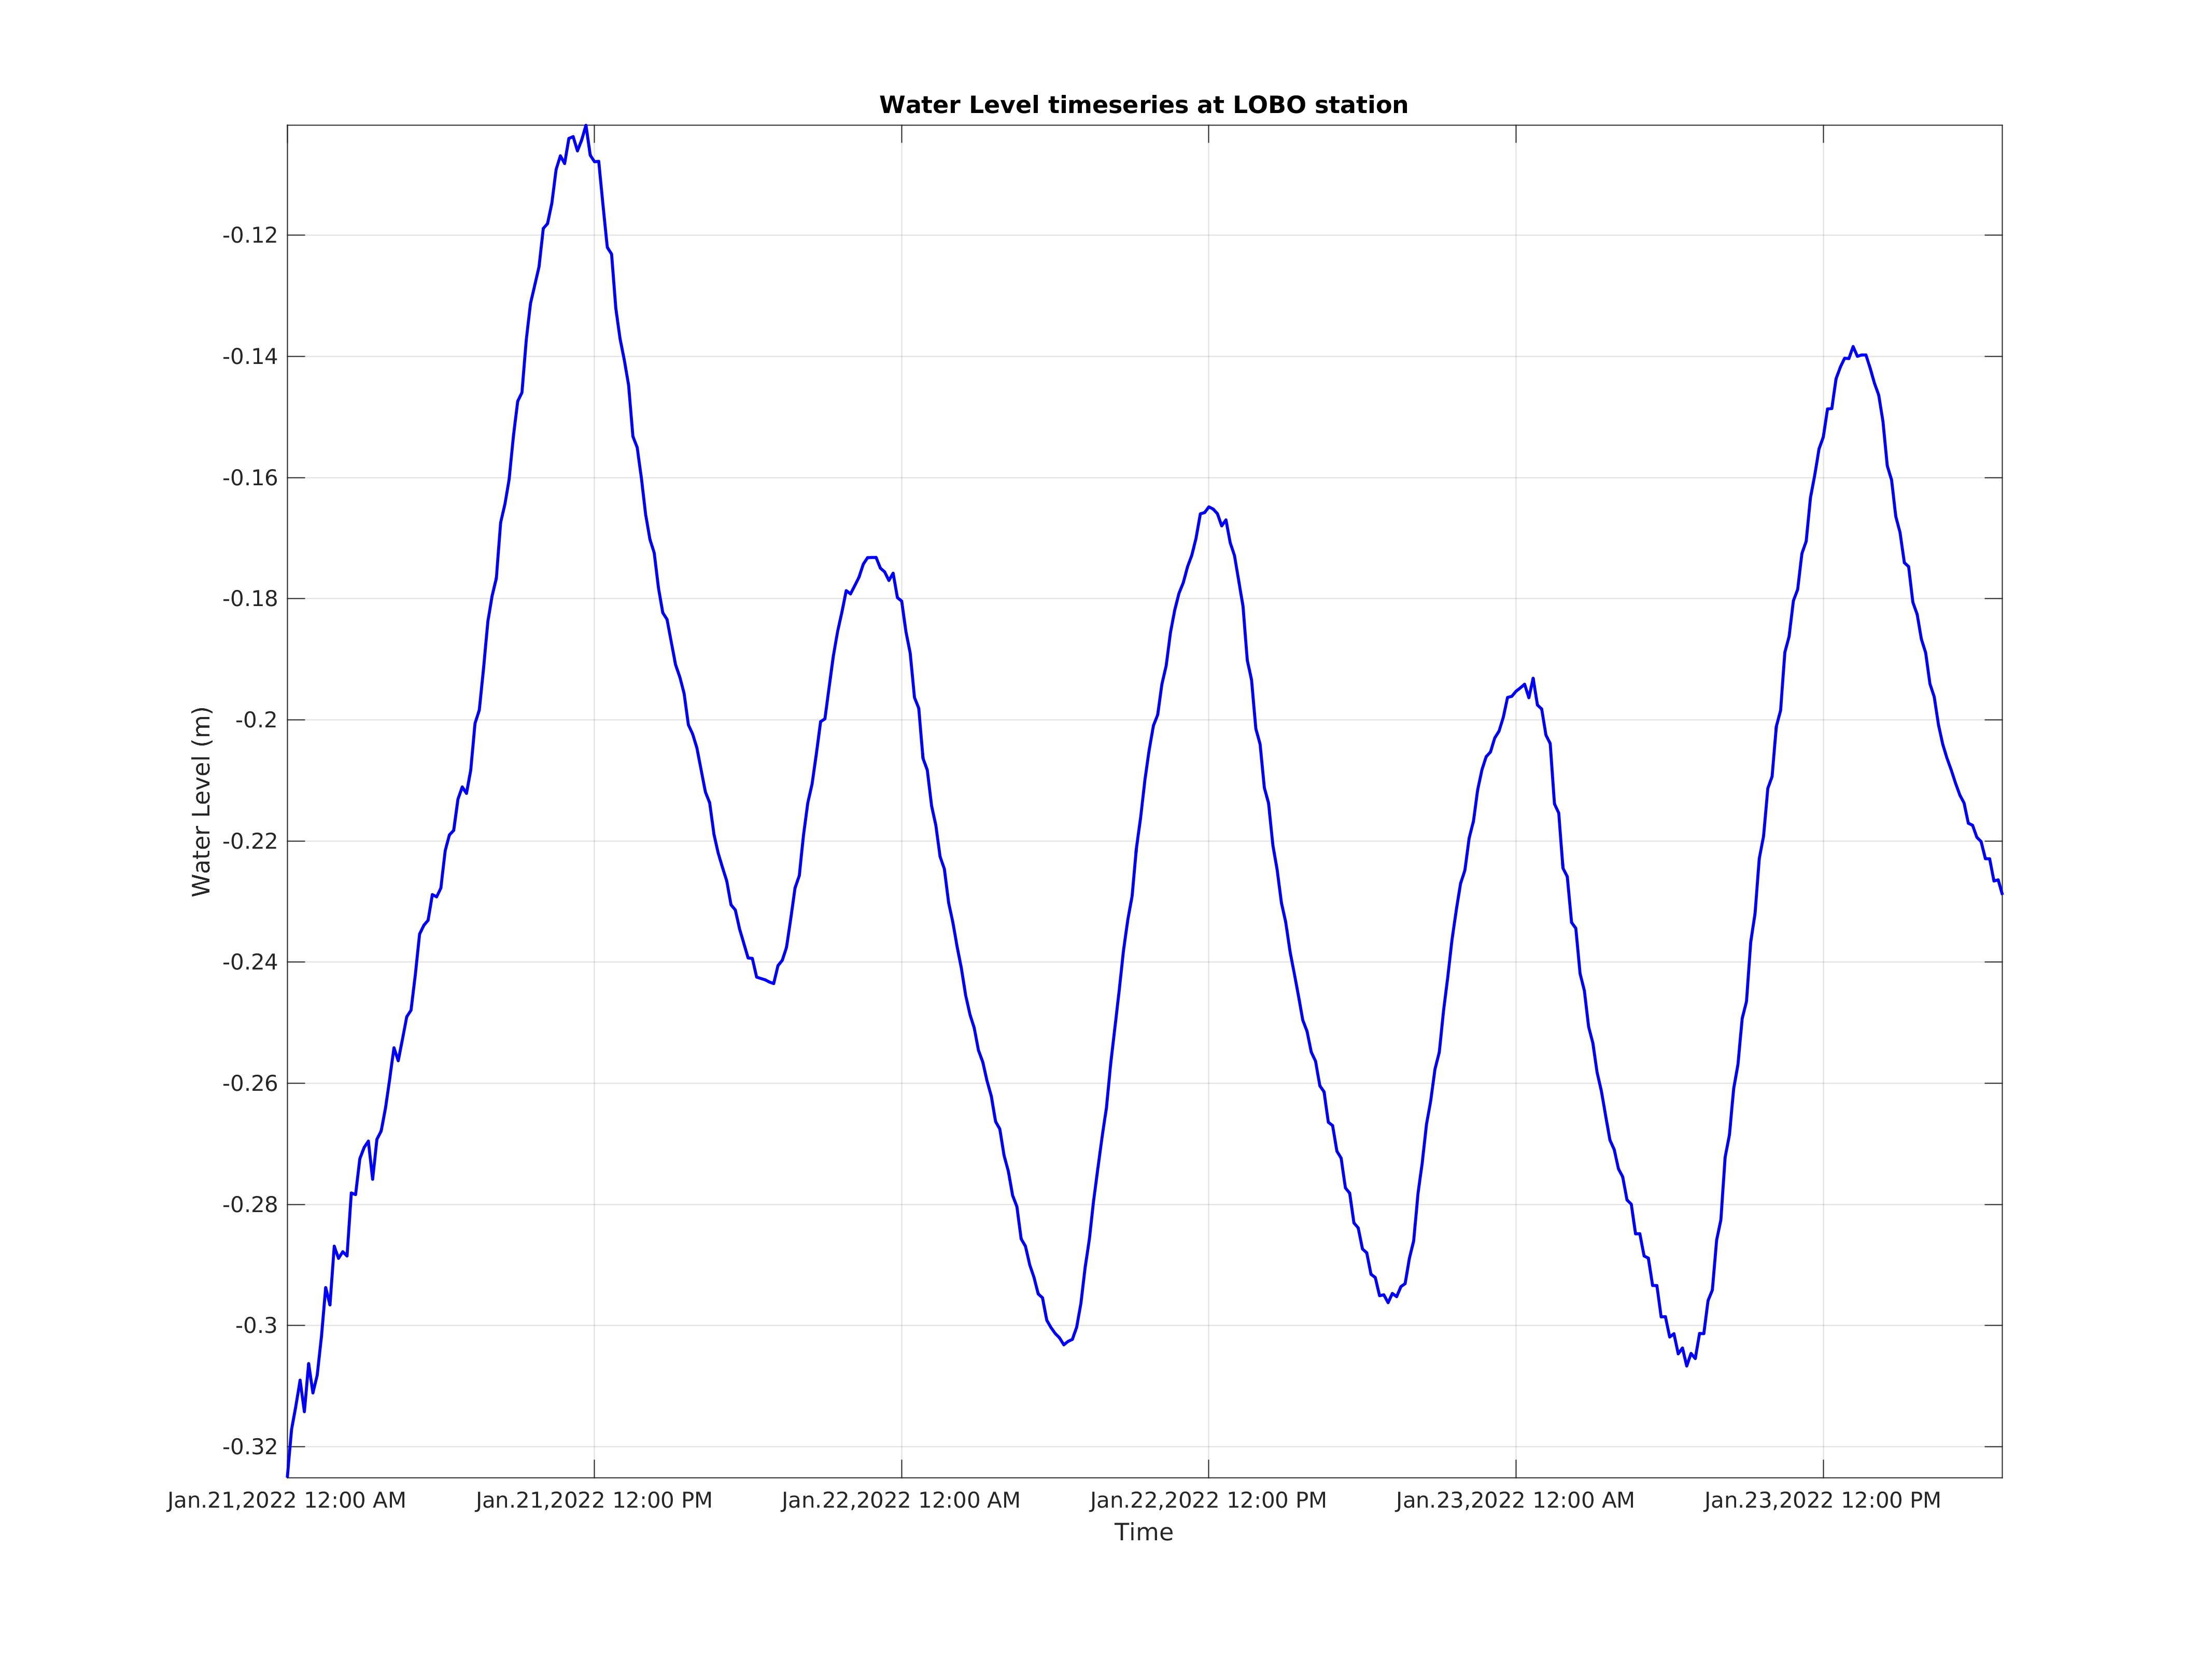 Water Level timeseries at LOBO station
-0.12
-0.14
-0.16
-0.18
-0.2
-0.22
-0.24
-0.26
-0.28
-0.3
-0.32
Water Level (m)
Jan.21,2022 12:00 AM
Jan.21,2022 12:00 PM
Jan.22,2022 12:00 AM
Jan.22,2022 12:00 PM
Jan.23,2022 12:00 AM
Jan.23,2022 12:00 PM
Time